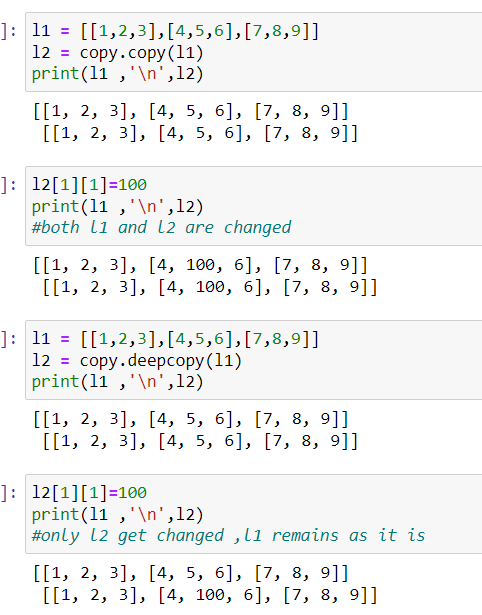 ]: l1 = [[1,2,3],[4,5,6],[7,8,9]]
l2 = copy.copy(l1)
print(l1 ,'\n',l2)
[[1, 2, 3], [4, 5, 6], [7, 8, 9]]
[[1, 2, 3], [4, 5, 6], [7, 8, 9]]
]: l2[1][1]=100
print(l1 ,'\n',l2)
#both l1 and l2 are changed
[[1, 2, 3], [4, 100, 6], [7, 8, 9]]
[[1, 2, 3], [4, 100, 6], [7, 8, 9]]
]: l1 = [[1,2,3],[4,5,6],[7,8,9]]
l2 = copy.deepcopy(l1)
print(l1 ,'\n',l2)
[[1, 2, 3], [4, 5, 6], [7, 8, 9]]
[[1, 2, 3], [4, 5, 6], [7, 8, 9]]
]: l2[1][1]=100
print(l1 ,'\n',l2)
#only l2 get changed ,l1 remains as it is
[[1, 2, 3], [4, 5, 6], [7, 8, 9]]
[[1, 2, 3], [4, 100, 6], [7, 8, 9]]